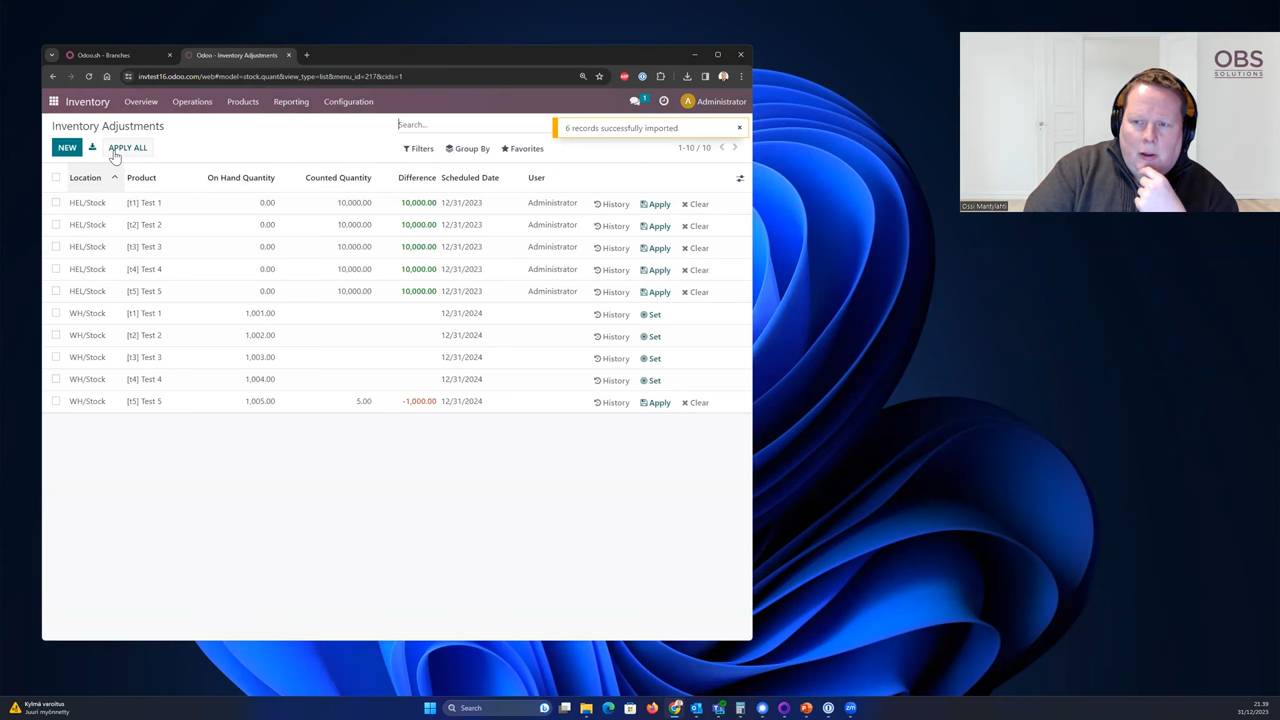 Odoo.sh - Branches
Odoo - Inventory Adjustments
invtest16.odoo.com/web#model=stock.quant&view_type=list&menu_id=217&cids=1
Inventory Overview Operations Products Reporting Configuration 1 A Administrator
Inventory Adjustments Search...
6 records successfully imported
NEW APPLY ALL Filters Group By Favorites 1-10 / 10
Location Product On Hand Quantity Counted Quantity Difference Scheduled Date User
HEL/Stock [t1] Test 1 0.00 10,000.00 10,000.00 12/31/2023 Administrator History Apply Clear
HEL/Stock [t2] Test 2 0.00 10,000.00 10,000.00 12/31/2023 Administrator History Apply Clear
HEL/Stock [t3] Test 3 0.00 10,000.00 10,000.00 12/31/2023 Administrator History Apply Clear
HEL/Stock [t4] Test 4 0.00 10,000.00 10,000.00 12/31/2023 Administrator History Apply Clear
HEL/Stock [t5] Test 5 0.00 10,000.00 10,000.00 12/31/2023 Administrator History Apply Clear
WH/Stock [t1] Test 1 1,001.00 12/31/2024 History Set
WH/Stock [t2] Test 2 1,002.00 12/31/2024 History Set
WH/Stock [t3] Test 3 1,003.00 12/31/2024 History Set
WH/Stock [t4] Test 4 1,004.00 12/31/2024 History Set
WH/Stock [t5] Test 5 1,005.00 5.00 -1,000.00 12/31/2024 History Apply Clear
OBS
SOLUTIONS
Ossi Mantylahti
Kylmä varoitus
Juuri myönnetty
Search
21.39
31/12/2023